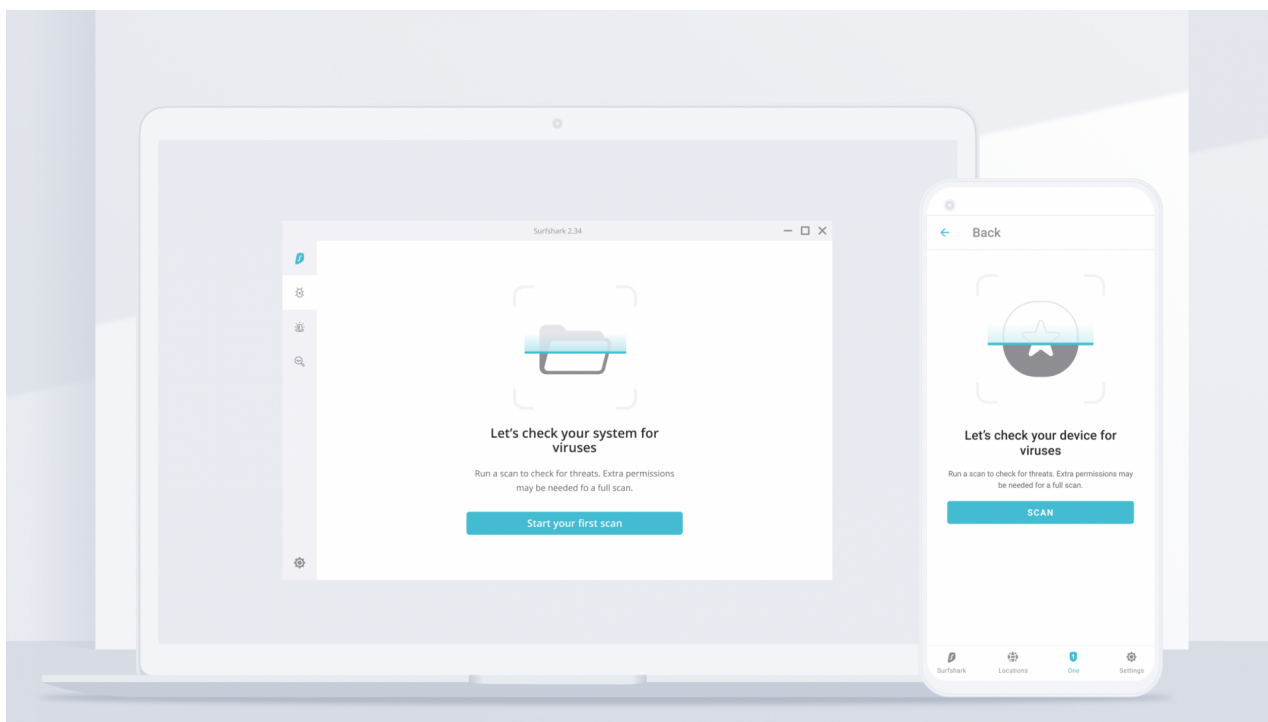 Surfshark 2.34
Let's check your system for
viruses
Run a scan to check for threats. Extra permissions
may be needed fo a full scan.
Start your first scan
Back
Let's check your device for
viruses
Run a scan to check for threats. Extra permissions may
be needed for a full scan.
SCAN
Surfshark
Locations
One
Settings